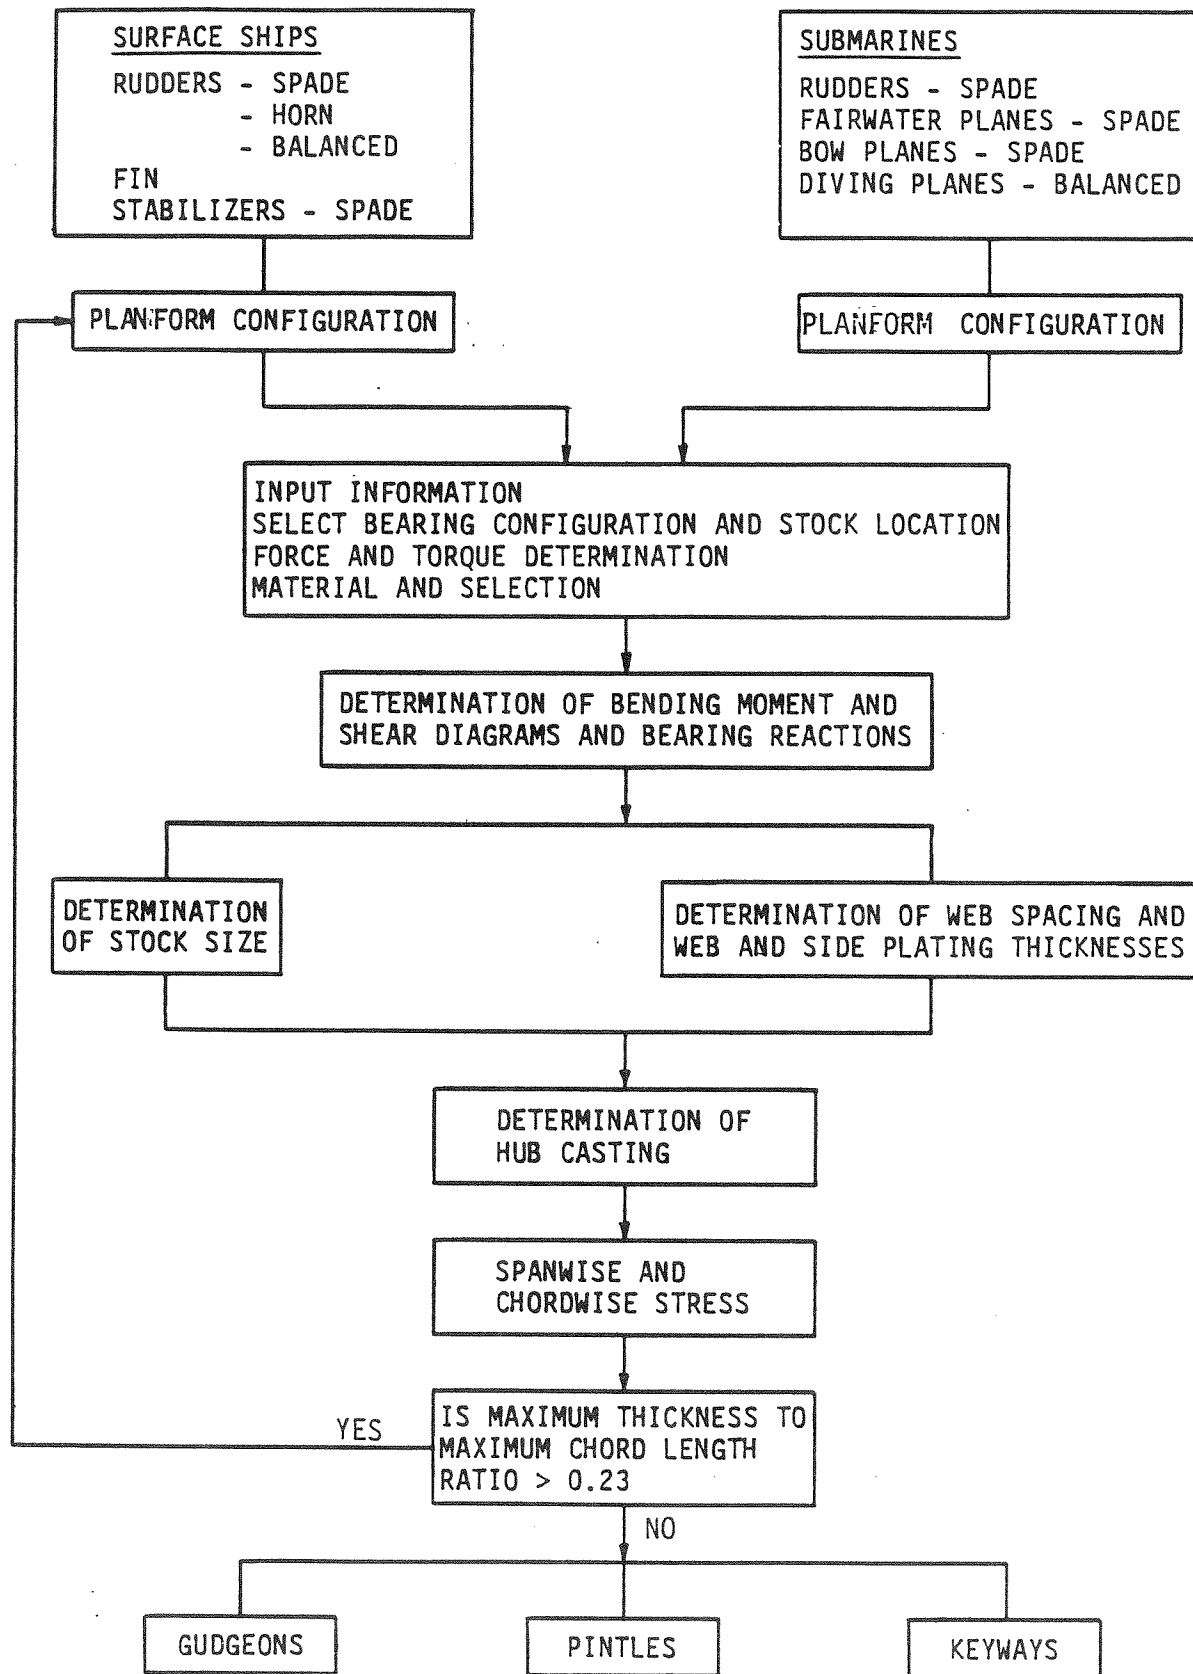 SURFACE SHIPS
RUDDERS - SPADE
- HORN
- BALANCED
FIN
STABILIZERS - SPADE
SUBMARINES
RUDDERS - SPADE
FAIRWATER PLANES - SPADE
BOW PLANES - SPADE
DIVING PLANES - BALANCED
PLANFORM CONFIGURATION
PLANFORM CONFIGURATION
INPUT INFORMATION
SELECT BEARING CONFIGURATION AND STOCK LOCATION
FORCE AND TORQUE DETERMINATION
MATERIAL AND SELECTION
DETERMINATION OF BENDING MOMENT AND
SHEAR DIAGRAMS AND BEARING REACTIONS
DETERMINATION
OF STOCK SIZE
DETERMINATION OF WEB SPACING AND
WEB AND SIDE PLATING THICKNESSES
DETERMINATION OF
HUB CASTING
SPANWISE AND
CHORDWISE STRESS
IS MAXIMUM THICKNESS TO
MAXIMUM CHORD LENGTH
RATIO > 0.23
YES
NO
GUDGEONS
PINTLES
KEYWAYS